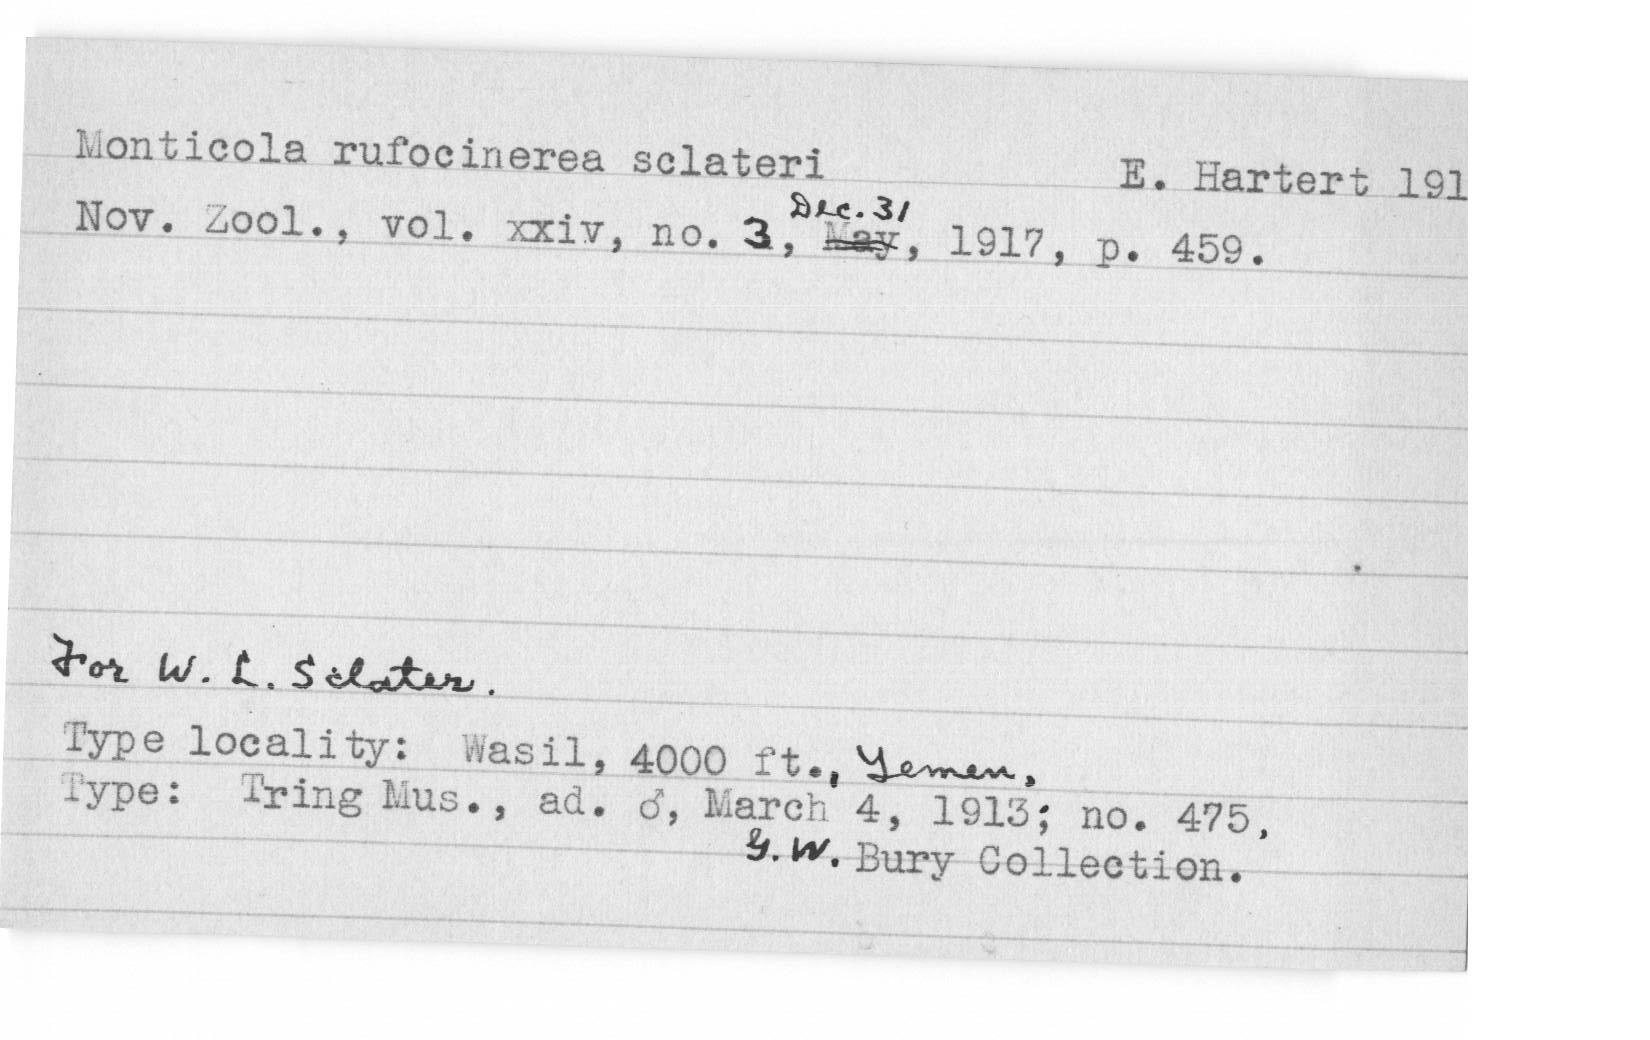 Monticola rufocinerea sclateri E. Hartert 191
Nov. Zool., vol. xxiv, no. 3, Dec. 31 May, 1917, p. 459.
For W. L. Sclater.
Type locality: Wasil, 4000 ft., Yemen,
Type: Tring Mus., ad. ♂, March 4, 1913; no. 475,
G. W. Bury Collection.